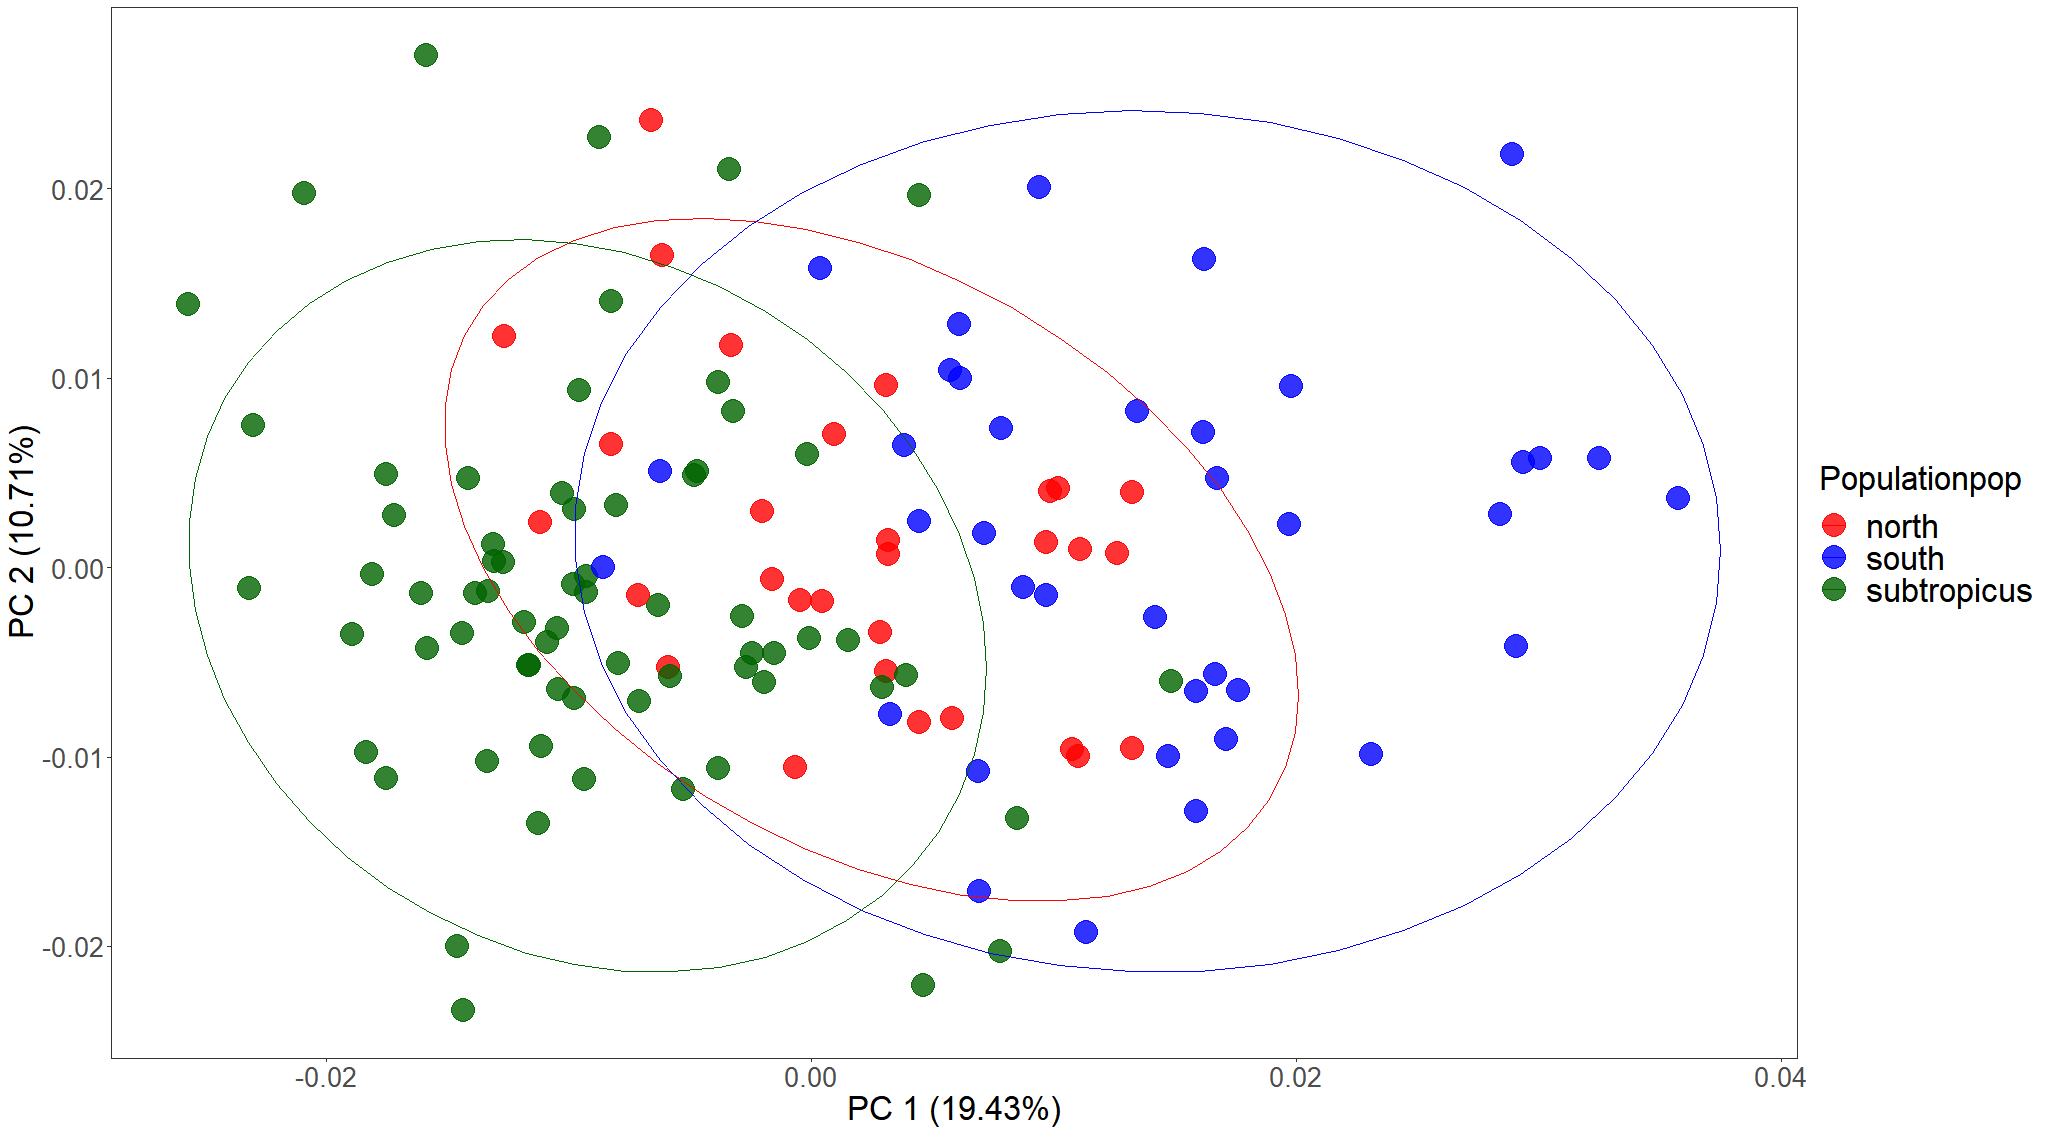 PC 2 (10.71%)
0.02
0.01
0.00
-0.01
-0.02
-0.02
0.00
0.02
0.04
PC 1 (19.43%)
Populationpop
north
south
subtropicus